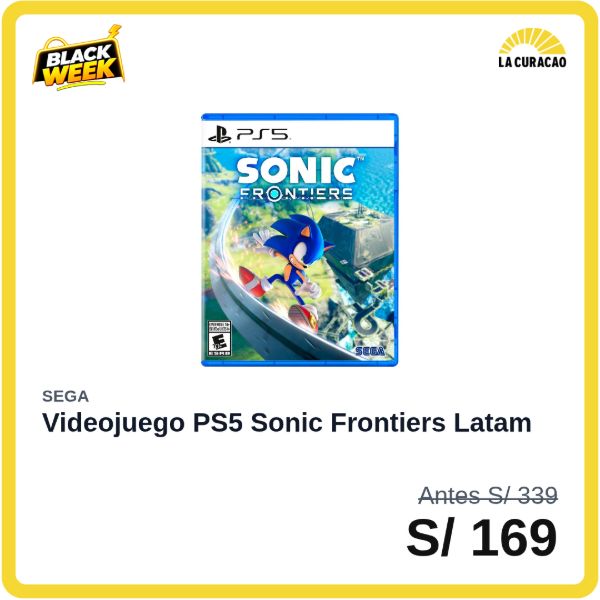 BLACK
WEEK
LA CURACAO
PS5
SONIC
FRONTIERS
E
SEGA
SEGA
Videojuego PS5 Sonic Frontiers Latam
Antes S/ 339
S/ 169